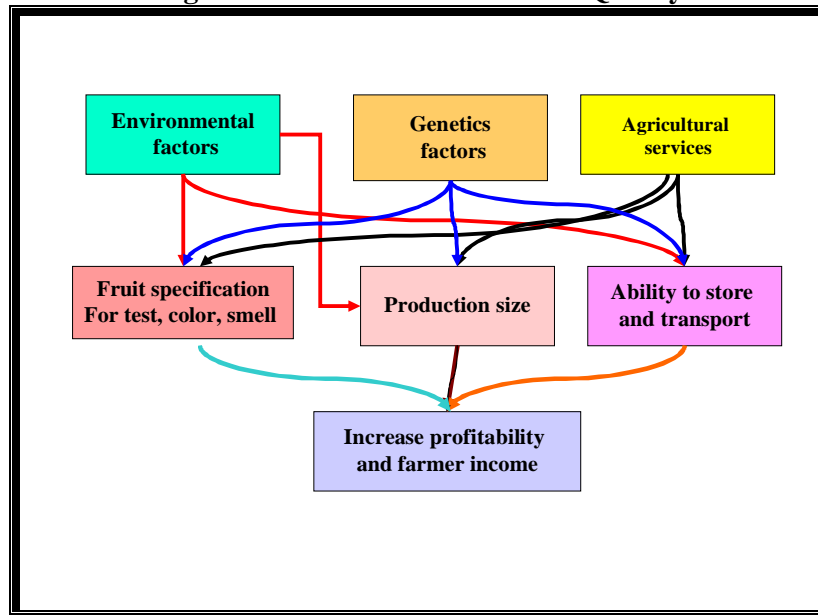 Environmental
factors
Genetics
factors
Agricultural
services
Fruit specification
For test, color, smell
Production size
Ability to store
and transport
Increase profitability
and farmer income